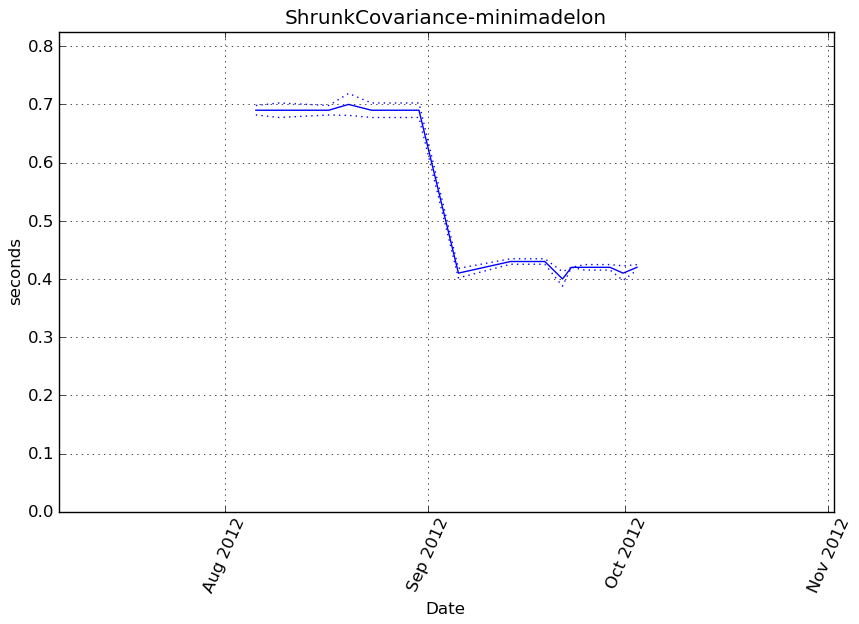 ShrunkCovariance-minimadelon
0.8
0.7
0.6
0.5
0.4
0.3
0.2
0.1
0.0
seconds
Aug 2012
Sep 2012
Oct 2012
Nov 2012
Date